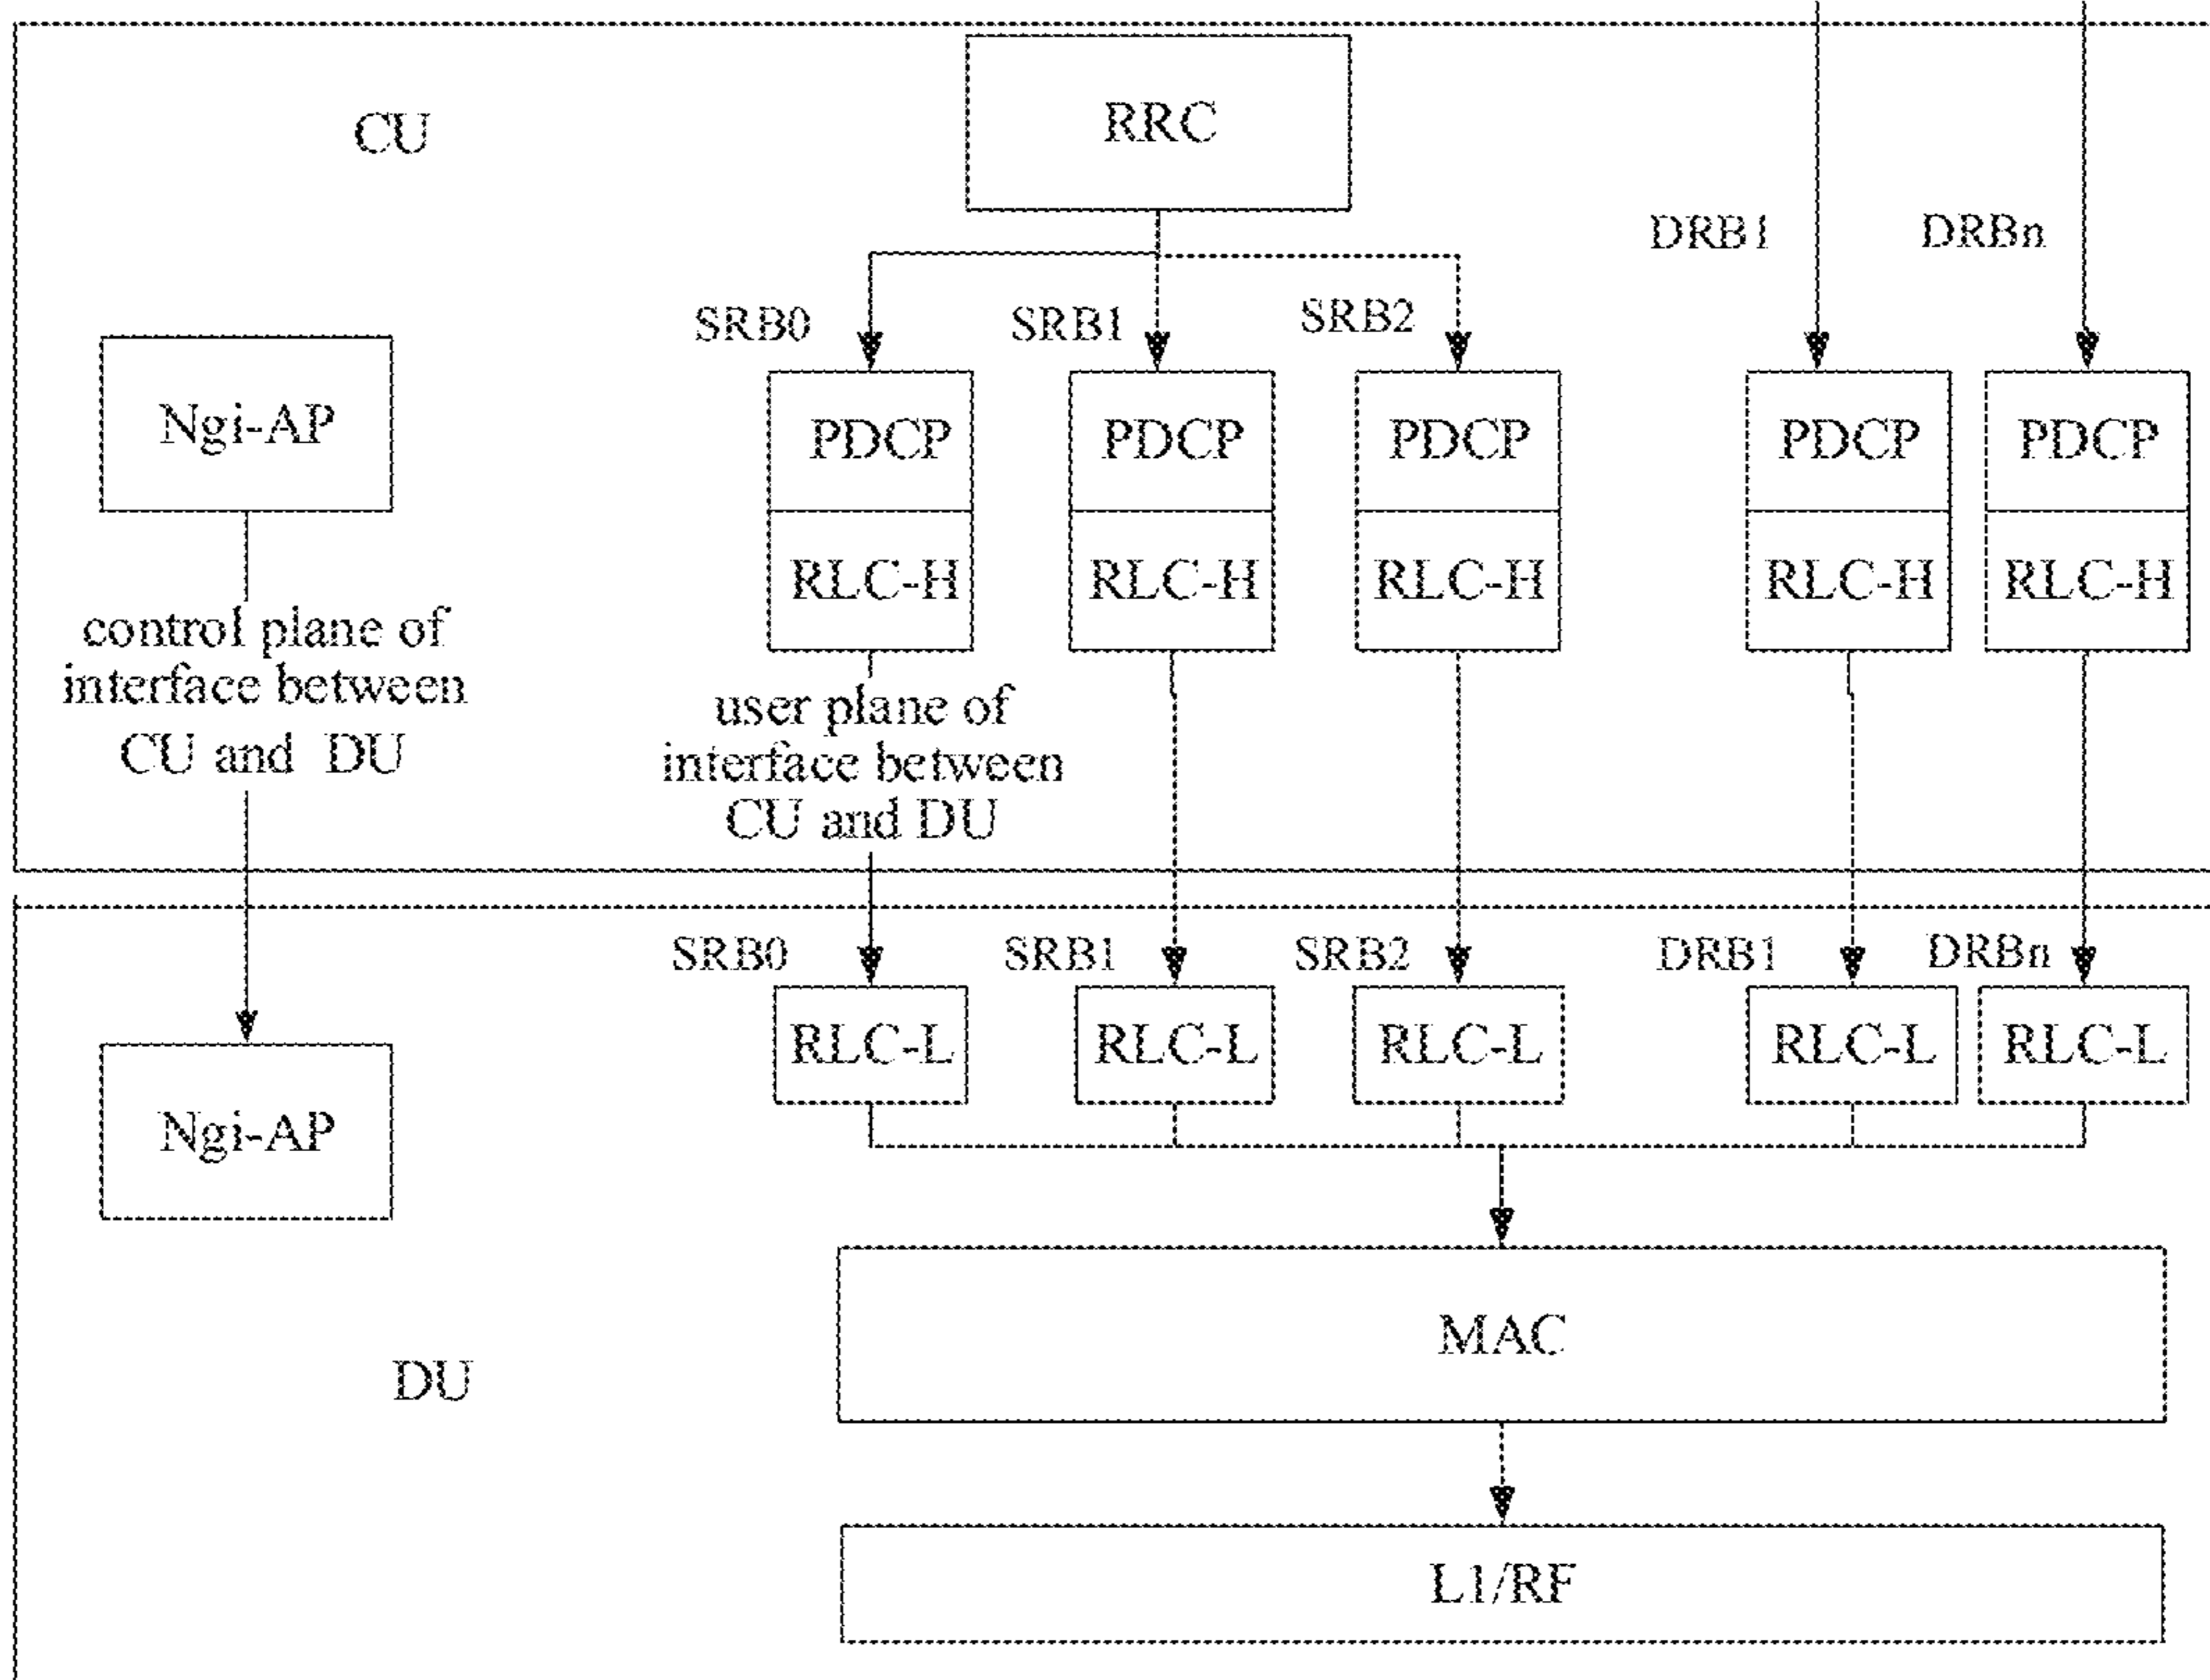 CU
RRC
DRB1
DRBn
SRB0
SRB1
SRB2
Ngi-AP
PDCP
PDCP
PDCP
PDCP
PDCP
RLC-H
RLC-H
RLC-H
RLC-H
RLC-H
control plane of
interface between
CU and DU
user plane of
interface between
CU and DU
SRB0
SRB1
SRB2
DRB1
DRBn
RLC-L
RLC-L
RLC-L
RLC-L
RLC-L
Ngi-AP
MAC
DU
L1/RF